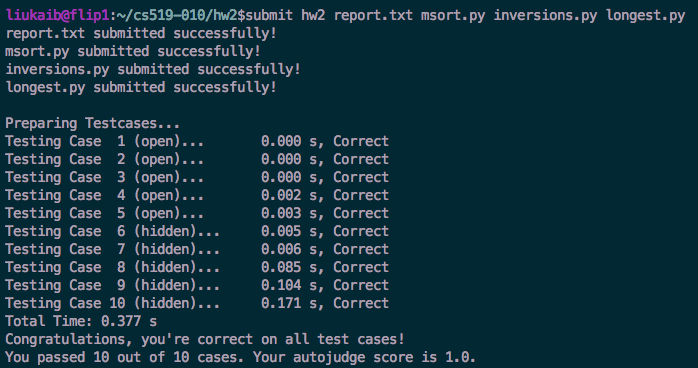 liukaib@flip1:~/cs519-010/hw2$submit hw2 report.txt msort.py inversions.py longest.py
report.txt submitted successfully!
msort.py submitted successfully!
inversions.py submitted successfully!
longest.py submitted successfully!

Preparing Testcases...
Testing Case  1 (open)...       0.000 s, Correct
Testing Case  2 (open)...       0.000 s, Correct
Testing Case  3 (open)...       0.000 s, Correct
Testing Case  4 (open)...       0.002 s, Correct
Testing Case  5 (open)...       0.003 s, Correct
Testing Case  6 (hidden)...     0.005 s, Correct
Testing Case  7 (hidden)...     0.006 s, Correct
Testing Case  8 (hidden)...     0.085 s, Correct
Testing Case  9 (hidden)...     0.104 s, Correct
Testing Case 10 (hidden)...     0.171 s, Correct
Total Time: 0.377 s
Congratulations, you're correct on all test cases!
You passed 10 out of 10 cases. Your autojudge score is 1.0.